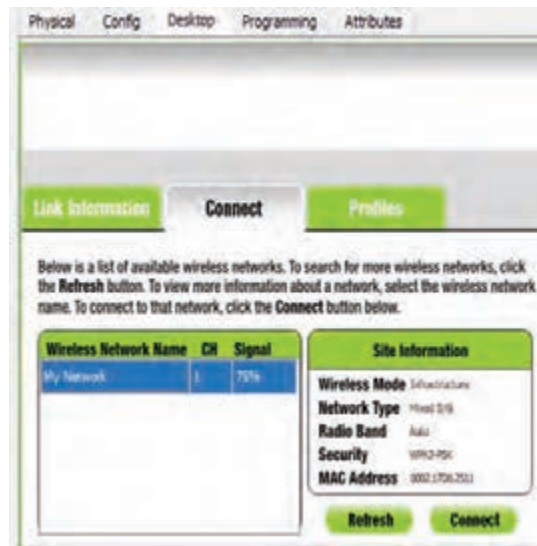 Physical Config Desktop Programming Attributes
Link Information Connect Profiles
Below is a list of available wireless networks. To search for more wireless networks, click
the Refresh button. To view more information about a network, select the wireless network
name. To connect to that network, click the Connect button below.
Wireless Network Name CH Signal
My Network 1 75%
Site Information
Wireless Mode Infrastructure
Network Type Mixed B/G
Radio Band Auto
Security WPA2-PSK
MAC Address
Refresh Connect